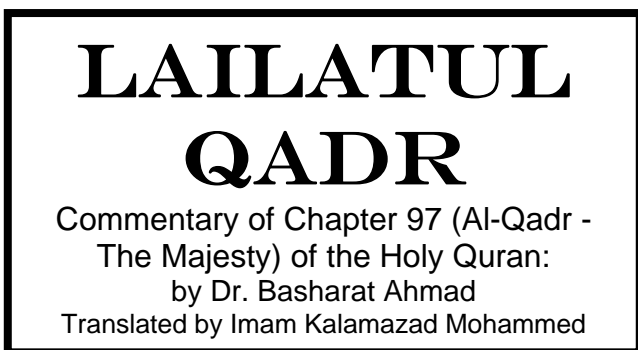 LAILATUL
QADR
Commentary of Chapter 97 (Al-Qadr -
The Majesty) of the Holy Quran:
by Dr. Basharat Ahmad
Translated by Imam Kalamazad Mohammed